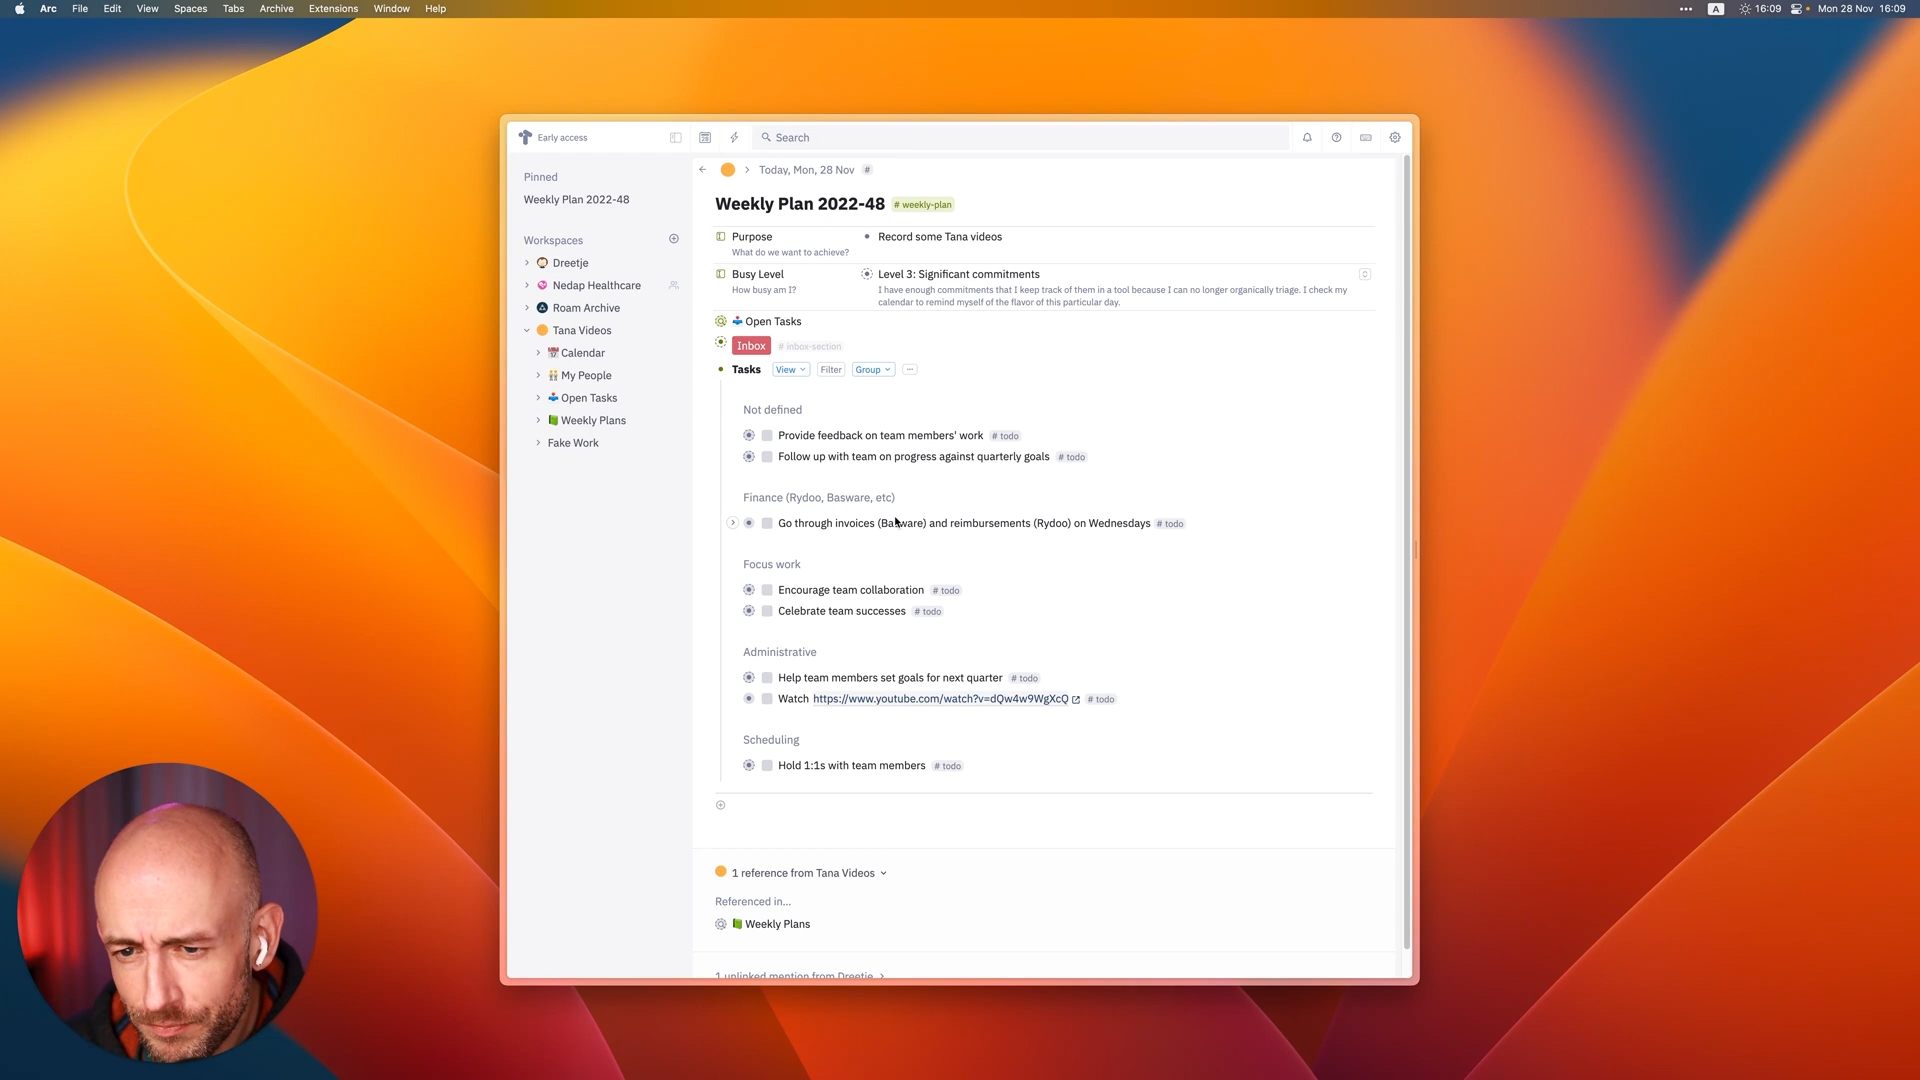 Arc File Edit View Spaces Tabs Archive Extensions Window Help
A 16:09 Mon 28 Nov 16:09
Early access
Search
Pinned
Weekly Plan 2022-48
Workspaces
Dreetje
Nedap Healthcare
Roam Archive
Tana Videos
Calendar
My People
Open Tasks
Weekly Plans
Fake Work
Today, Mon, 28 Nov #
Weekly Plan 2022-48 # weekly-plan
Purpose
What do we want to achieve?
Record some Tana videos
Busy Level
How busy am I?
Level 3: Significant commitments
I have enough commitments that I keep track of them in a tool because I can no longer organically triage. I check my
calendar to remind myself of the flavor of this particular day.
Open Tasks
Inbox # inbox-section
Tasks View Filter Group
Not defined
Provide feedback on team members' work # todo
Follow up with team on progress against quarterly goals # todo
Finance (Rydoo, Basware, etc)
Go through invoices (Basware) and reimbursements (Rydoo) on Wednesdays # todo
Focus work
Encourage team collaboration # todo
Celebrate team successes # todo
Administrative
Help team members set goals for next quarter # todo
Watch https://www.youtube.com/watch?v=dQw4w9WgXcQ # todo
Scheduling
Hold 1:1s with team members # todo
1 reference from Tana Videos
Referenced in...
Weekly Plans
1 unlinked mention from Dreetje